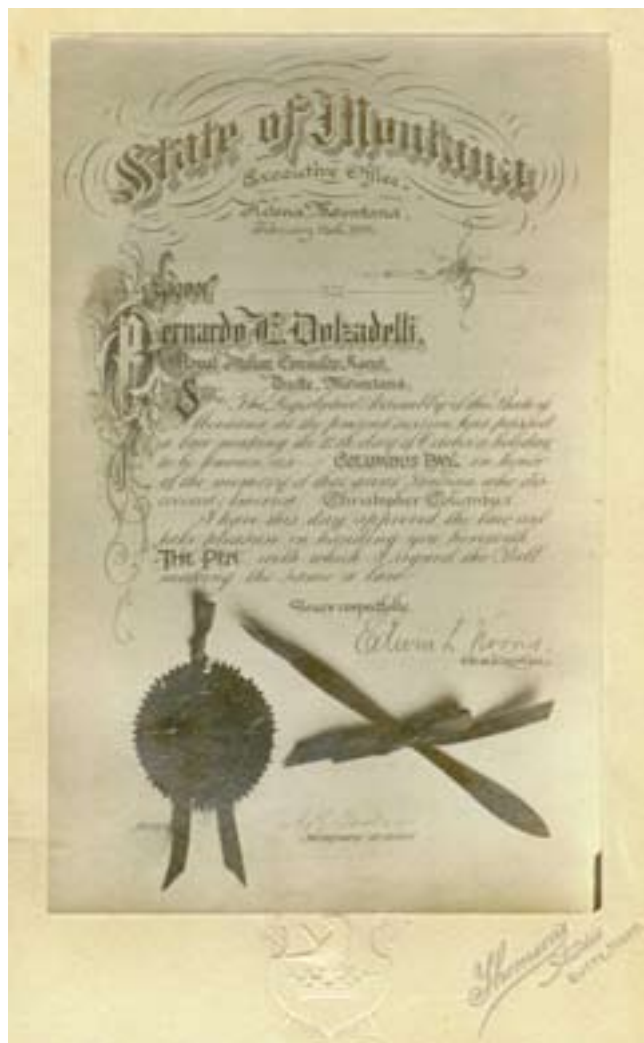 State of Montana
Executive Office
Helena Montana.
February
Bernardo E. Dolzadelli,
Royal Italian Consular Agent,
Butte, Montana.
Sir: The Legislative Assembly of the State of
Montana at its present session has passed
a law making the 12th day of October a holiday
to be known as COLUMBUS DAY in honor
of the memory of that great who dis-
covered America Christopher Columbus
I have this day approved the law and
take pleasure in handing you herewith
THE PEN with which I signed the Bill
making the same a law.
Yours respectfully
Edwin L. Norris.
Thomson